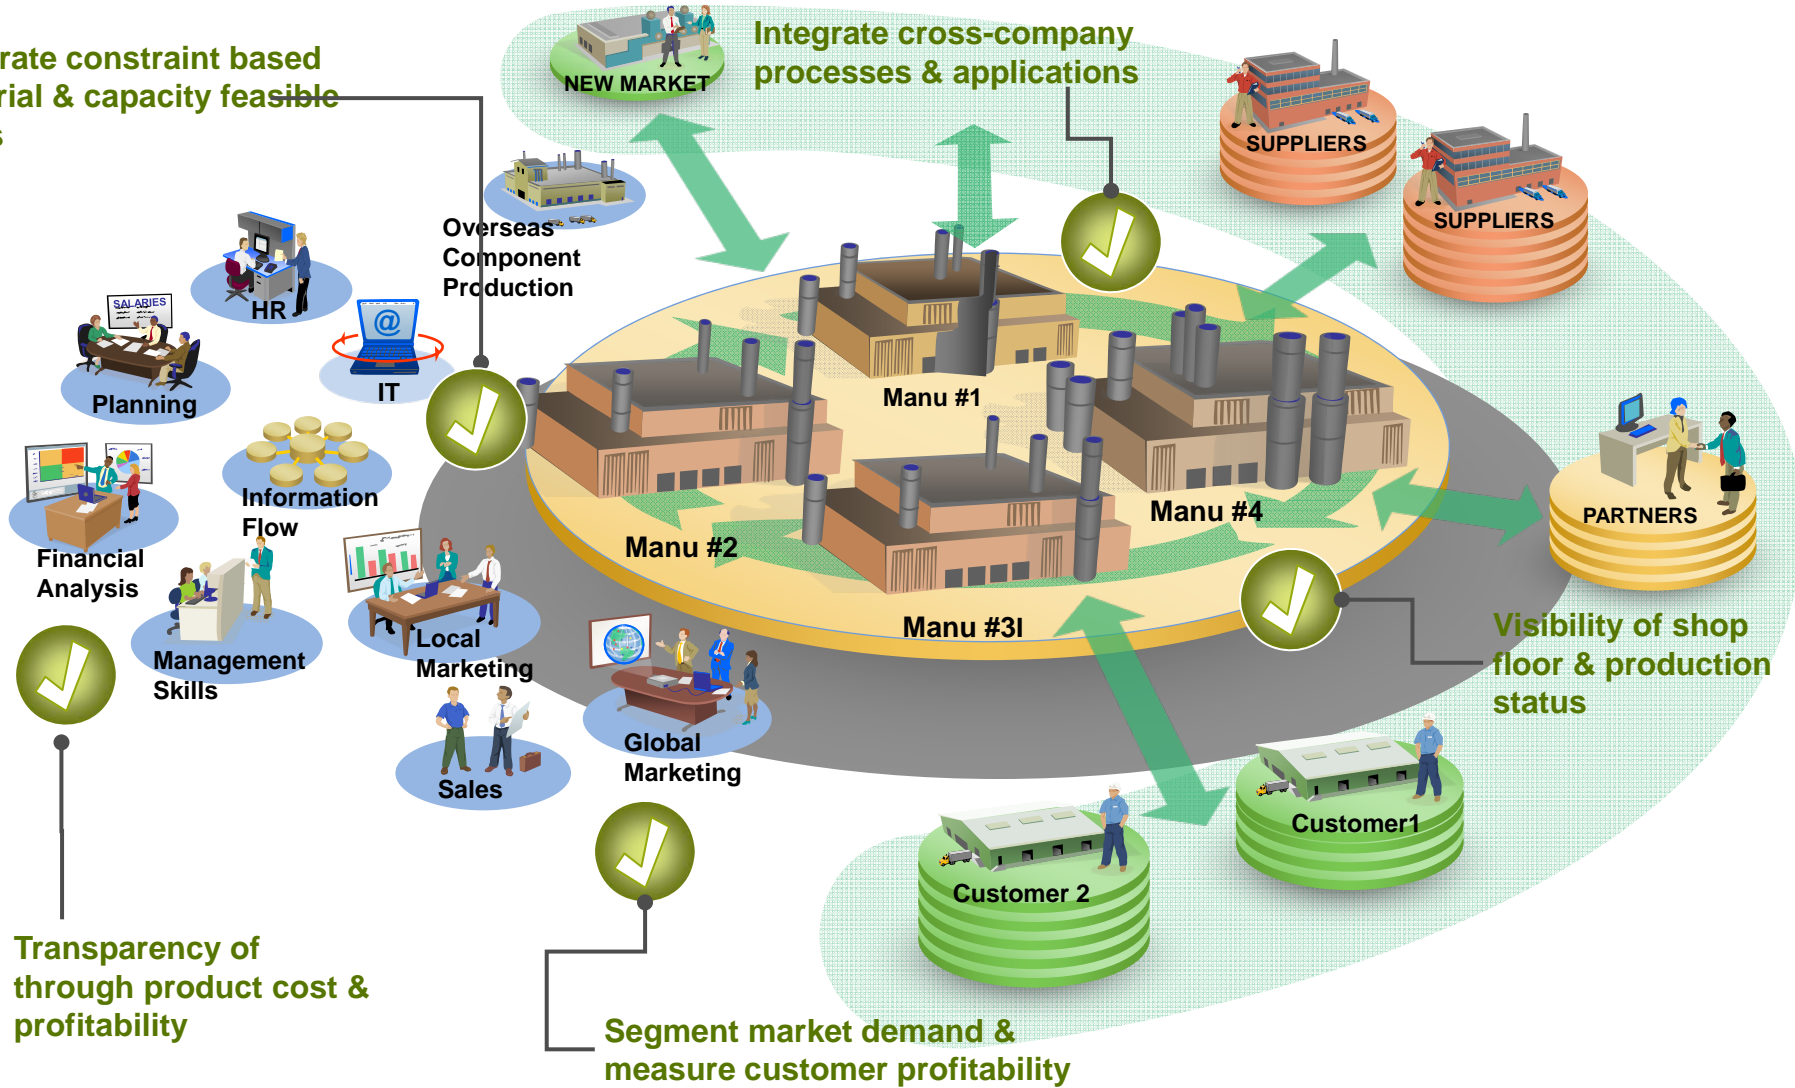 rate constraint based
rial & capacity feasible
s
NEW MARKET
Integrate cross-company
processes & applications
SUPPLIERS
SUPPLIERS
Overseas
Component
Production
HR
SALARIES
Planning
@
IT
Information
Flow
Financial
Analysis
Management
Skills
Local
Marketing
Sales
Global
Marketing
Manu #1
Manu #2
Manu #3I
Manu #4
PARTNERS
Visibility of shop
floor & production
status
Customer1
Customer 2
Transparency of
through product cost &
profitability
Segment market demand &
measure customer profitability